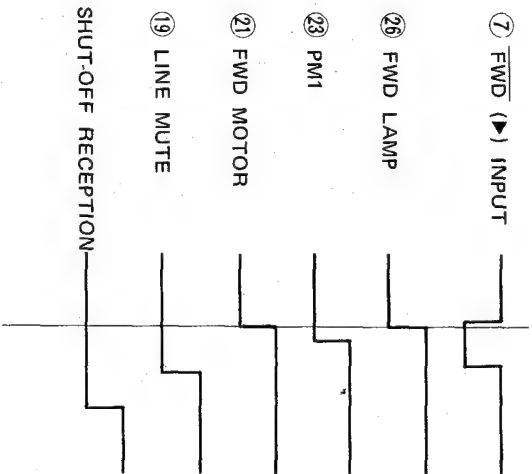 ⑦ FWD (▶) INPUT
㉖ FWD LAMP
㉓ PM1
㉑ FWD MOTOR
⑲ LINE MUTE
SHUT-OFF RECEPTION